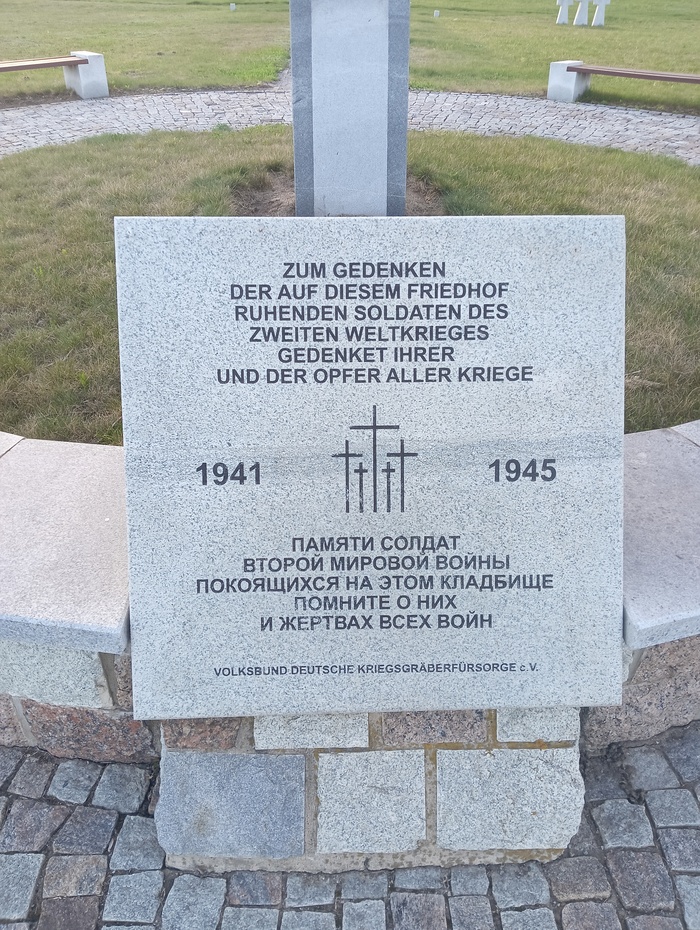 ZUM GEDENKEN
DER AUF DIESEM FRIEDHOF
RUHENDEN SOLDATEN DES
ZWEITEN WELTKRIEGES
GEDENKET IHRER
UND DER OPFER ALLER KRIEGE
1941 1945
ПАМЯТИ СОЛДАТ
ВТОРОЙ МИРОВОЙ ВОЙНЫ
ПОКОЯЩИХСЯ НА ЭТОМ КЛАДБИЩЕ
ПОМНИТЕ О НИХ
И ЖЕРТВАХ ВСЕХ ВОЙН
VOLKSBUND DEUTSCHE KRIEGSGRÄBERFÜRSORGE e.V.